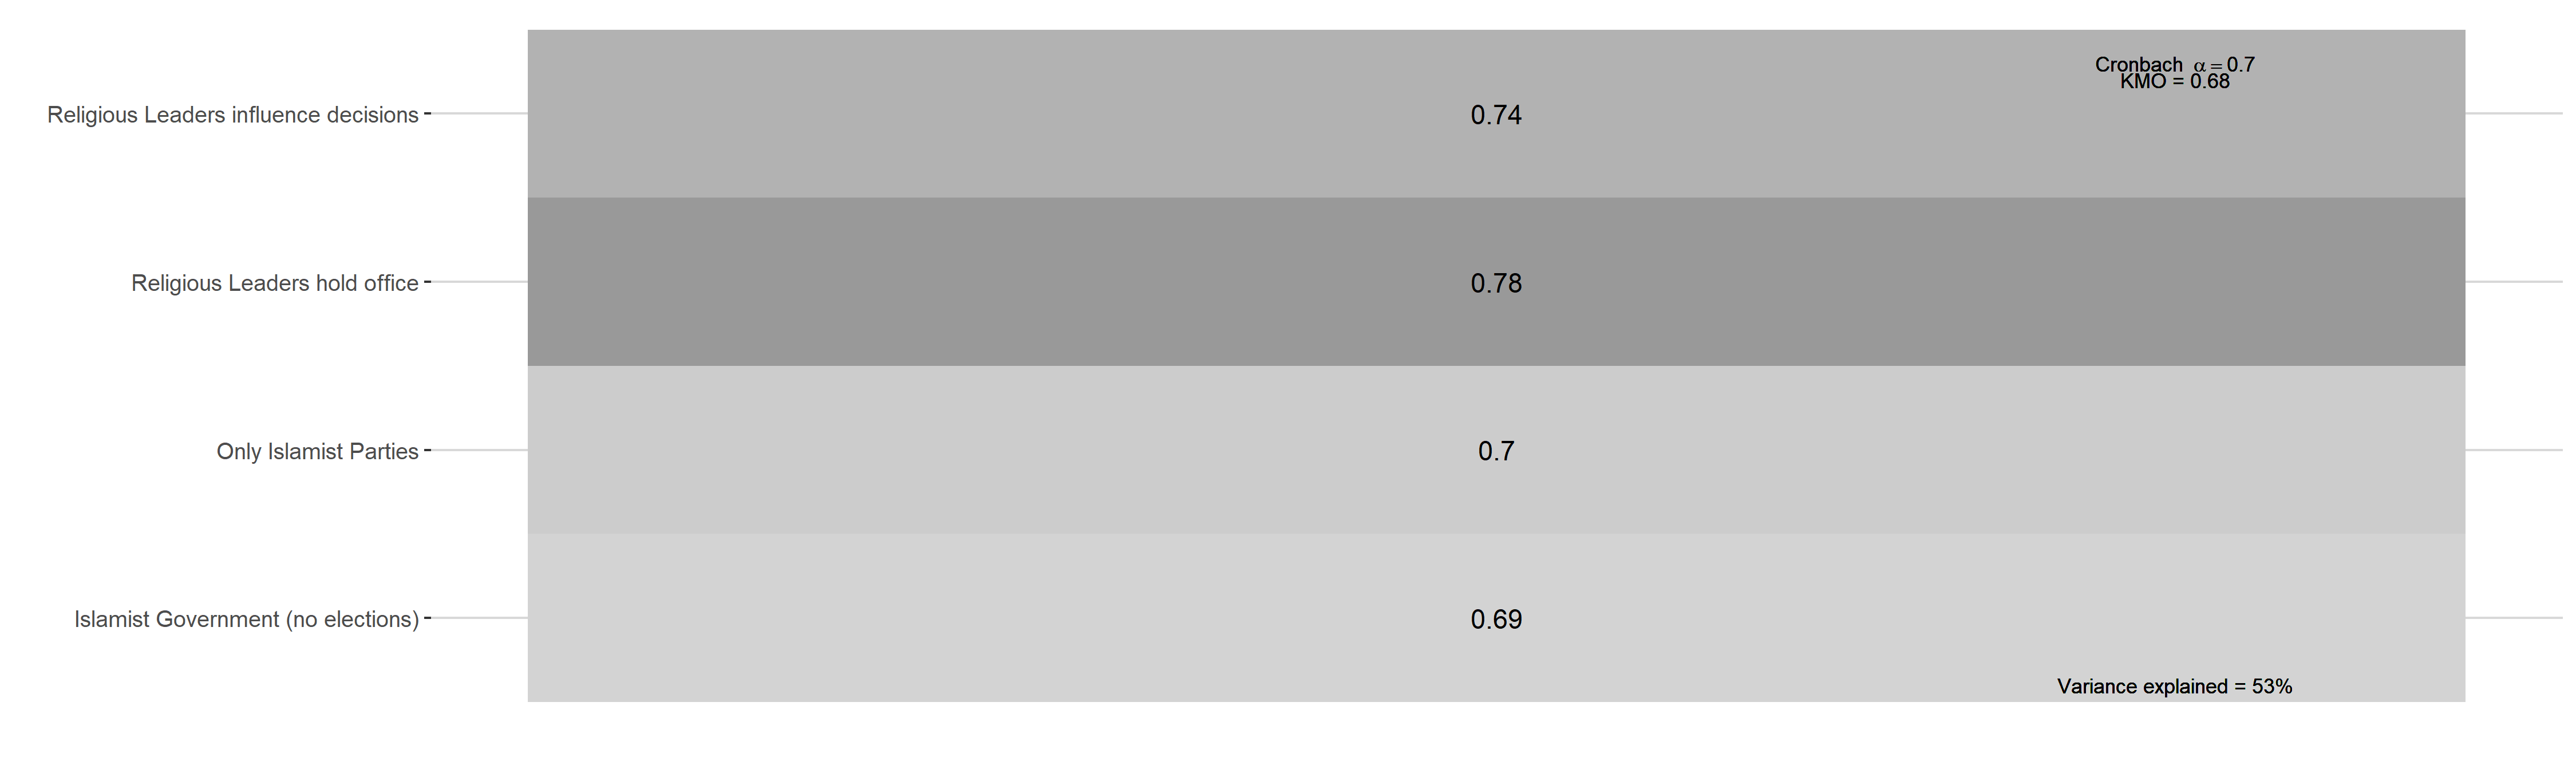 Cronbach α = 0.7
KMO = 0.68
Religious Leaders influence decisions
0.74
Religious Leaders hold office
0.78
Only Islamist Parties
0.7
Islamist Government (no elections)
0.69
Variance explained = 53%